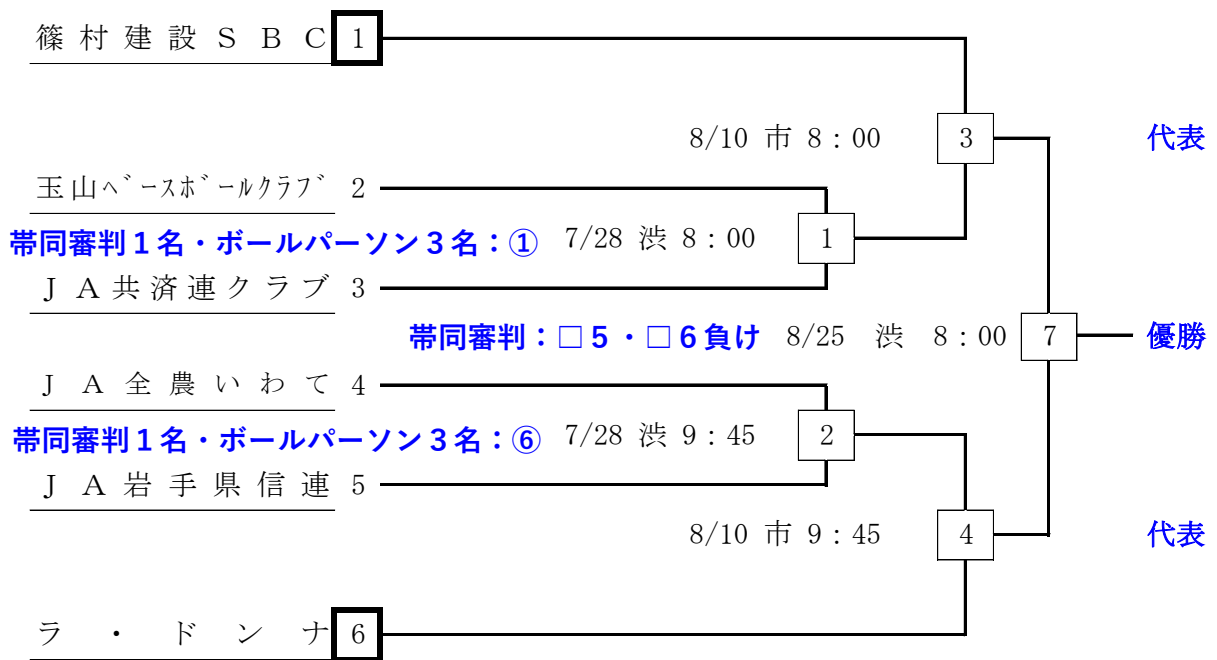 篠村建設ＳＢＣ 1
8/10 市 8：00 3 代表
玉山ﾍﾞｰｽﾎﾞｰﾙｸﾗﾌﾞ 2
帯同審判１名・ボールパーソン３名：① 7/28 渋 8：00 1
ＪＡ共済連クラブ 3
帯同審判：□５・□６負け 8/25 渋 8：00 7 優勝
ＪＡ全農いわて 4
帯同審判１名・ボールパーソン３名：⑥ 7/28 渋 9：45 2
ＪＡ岩手県信連 5
8/10 市 9：45 4 代表
ラ・ドンナ 6